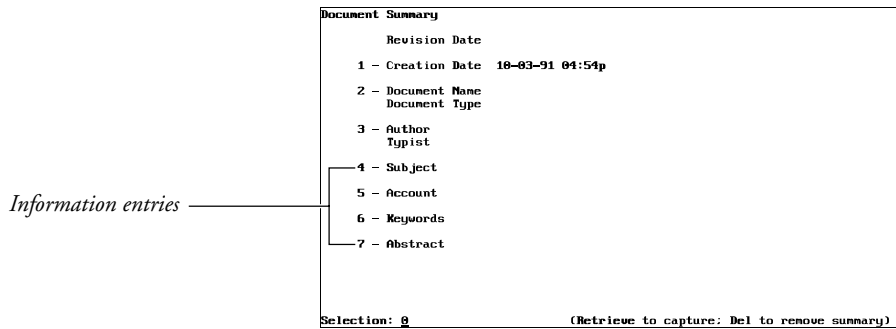 Document Summary
Revision Date
1 – Creation Date 10–03–91 04:54p
2 – Document Name
Document Type
3 – Author
Typist
4 – Subject
Information entries
5 – Account
6 – Keywords
7 – Abstract
Selection: 0 (Retrieve to capture; Del to remove summary)